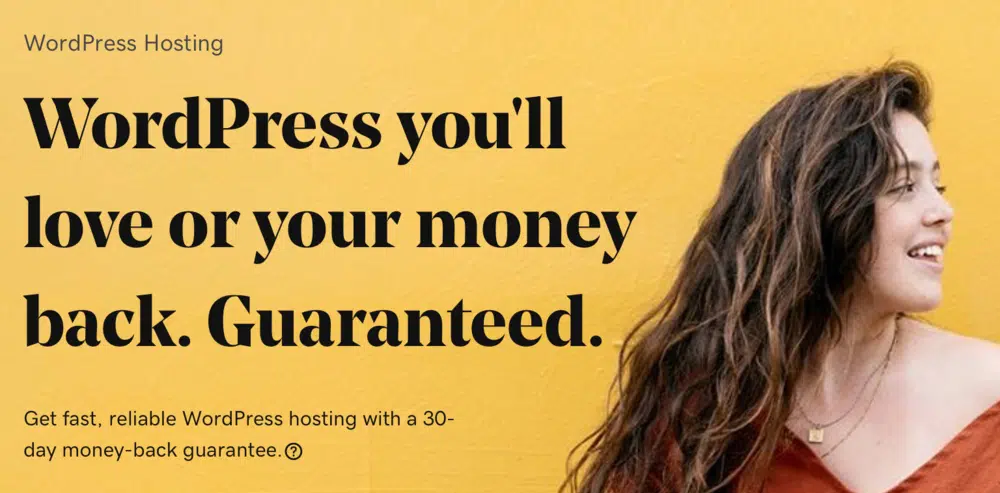 WordPress Hosting
WordPress you'll
love or your money
back. Guaranteed.
Get fast, reliable WordPress hosting with a 30-
day money-back guarantee.